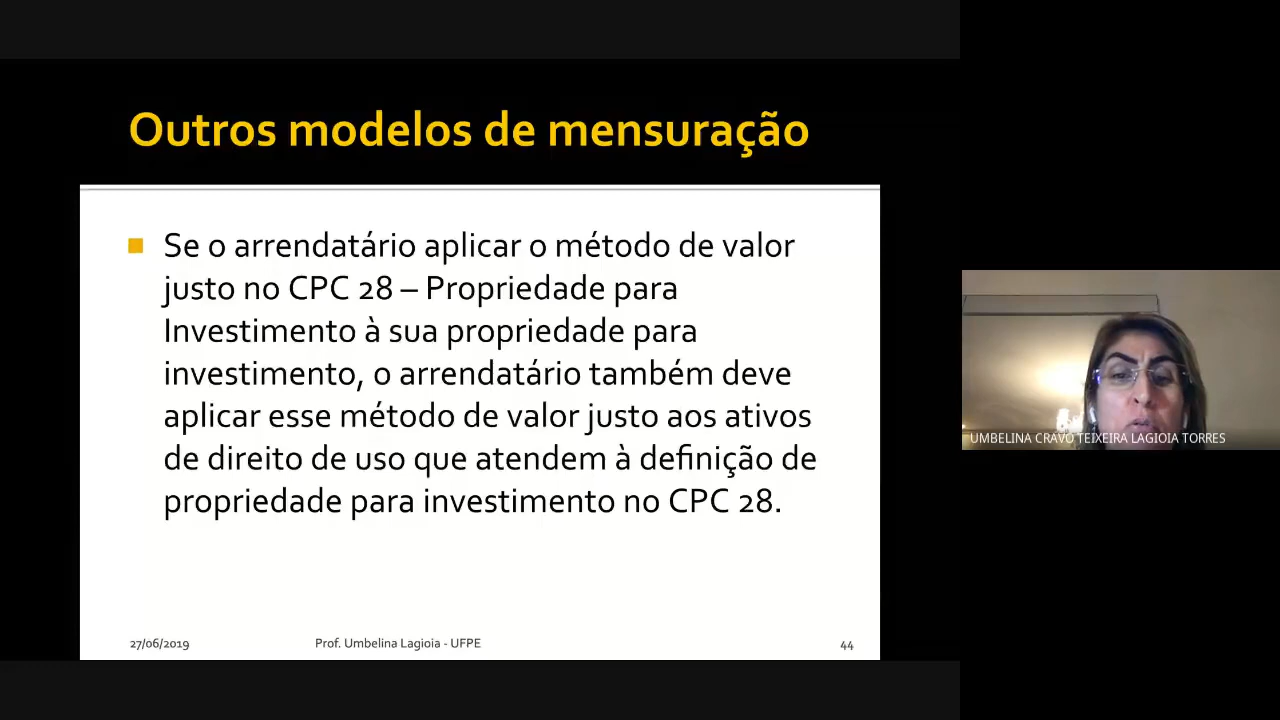 Outros modelos de mensuração
Se o arrendatário aplicar o método de valor
justo no CPC 28 – Propriedade para
Investimento à sua propriedade para
investimento, o arrendatário também deve
aplicar esse método de valor justo aos ativos
de direito de uso que atendem à definição de
propriedade para investimento no CPC 28.
27/06/2019
Prof. Umbelina Lagioia - UFPE
44
UMBELINA CRAVO TEIXEIRA LAGIOIA TORRES